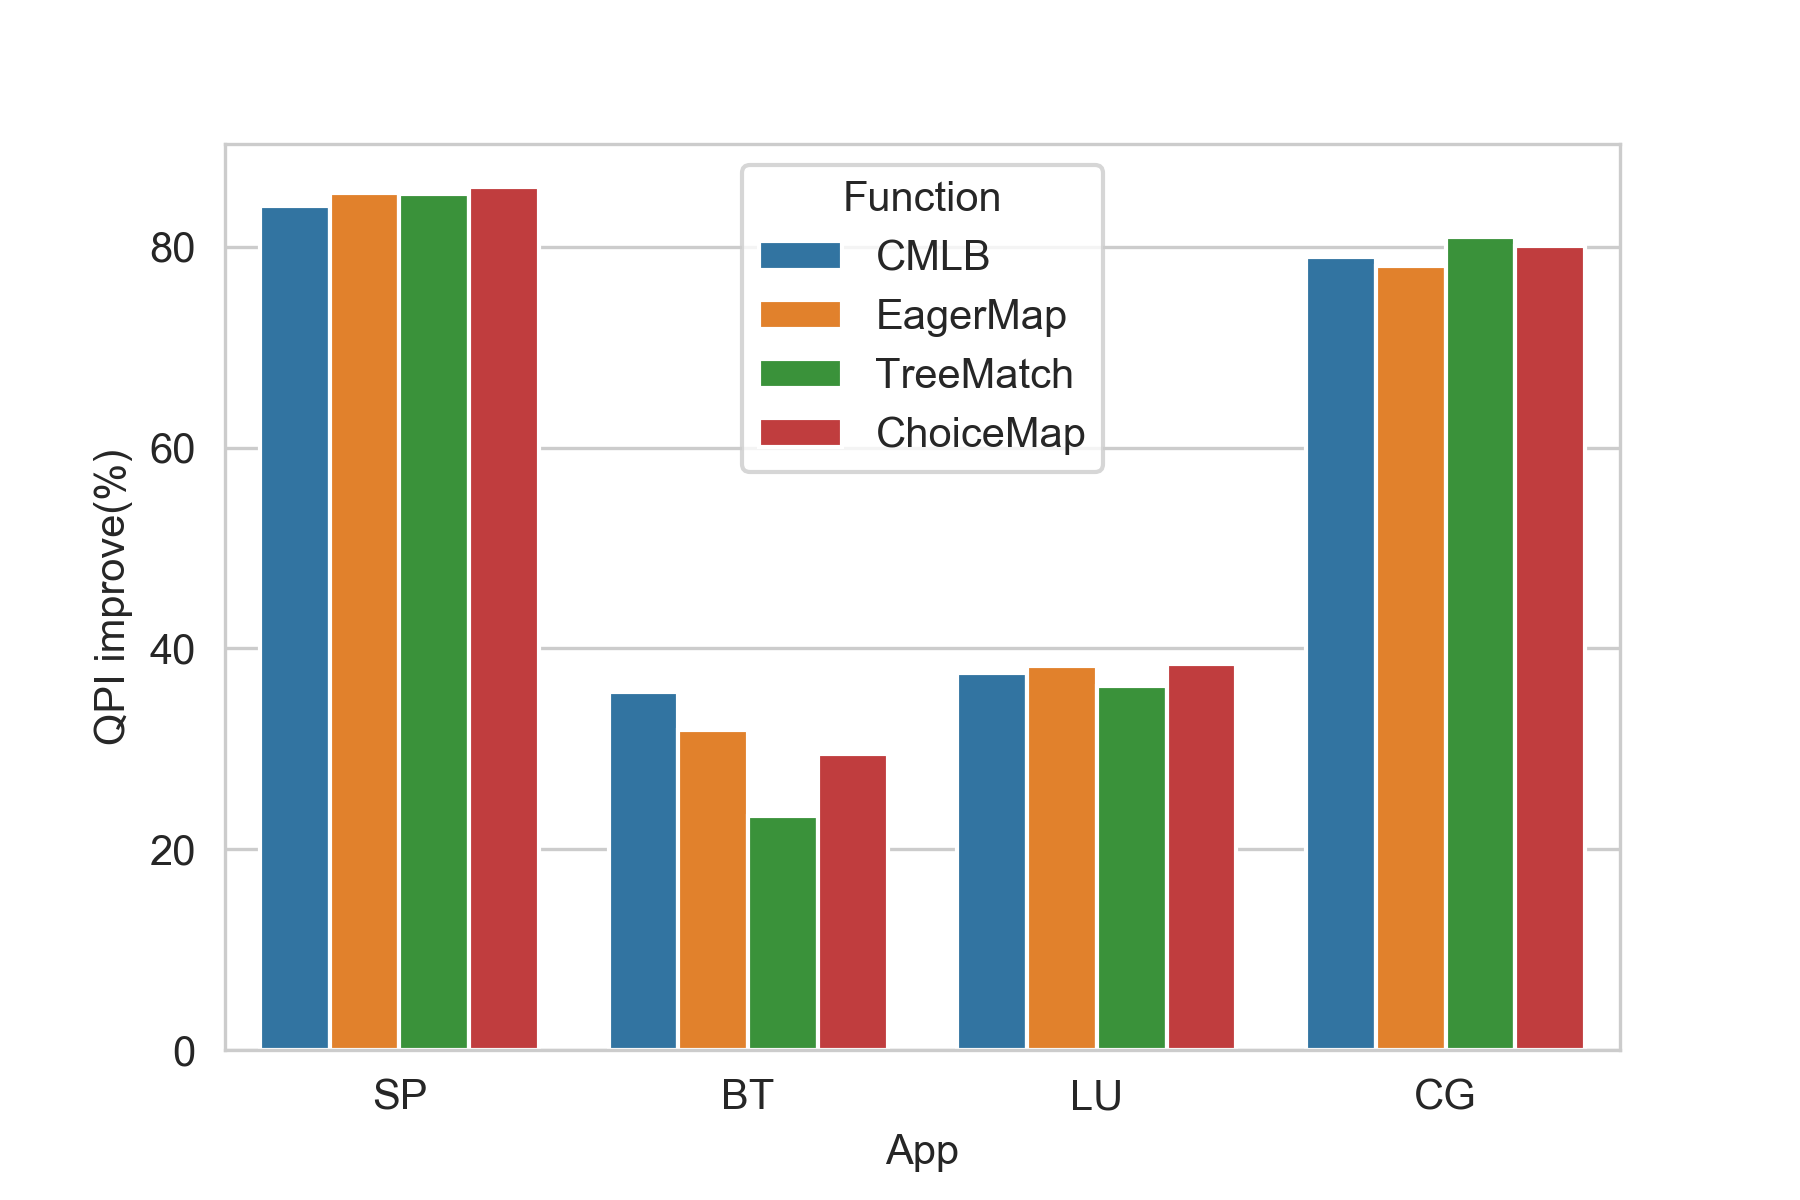 Function
CMLB
EagerMap
TreeMatch
ChoiceMap
QPI improve(%)
80
60
40
20
0
SP BT LU CG
App